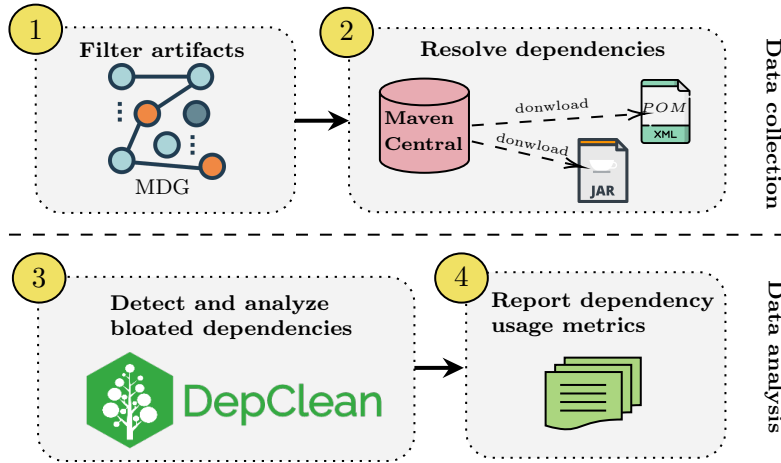 1
Filter artifacts
MDG
2
Resolve dependencies
Maven
Central
donwload
POM
XML
donwload
JAR
Data collection
3
Detect and analyze
bloated dependencies
DepClean
4
Report dependency
usage metrics
Data analysis